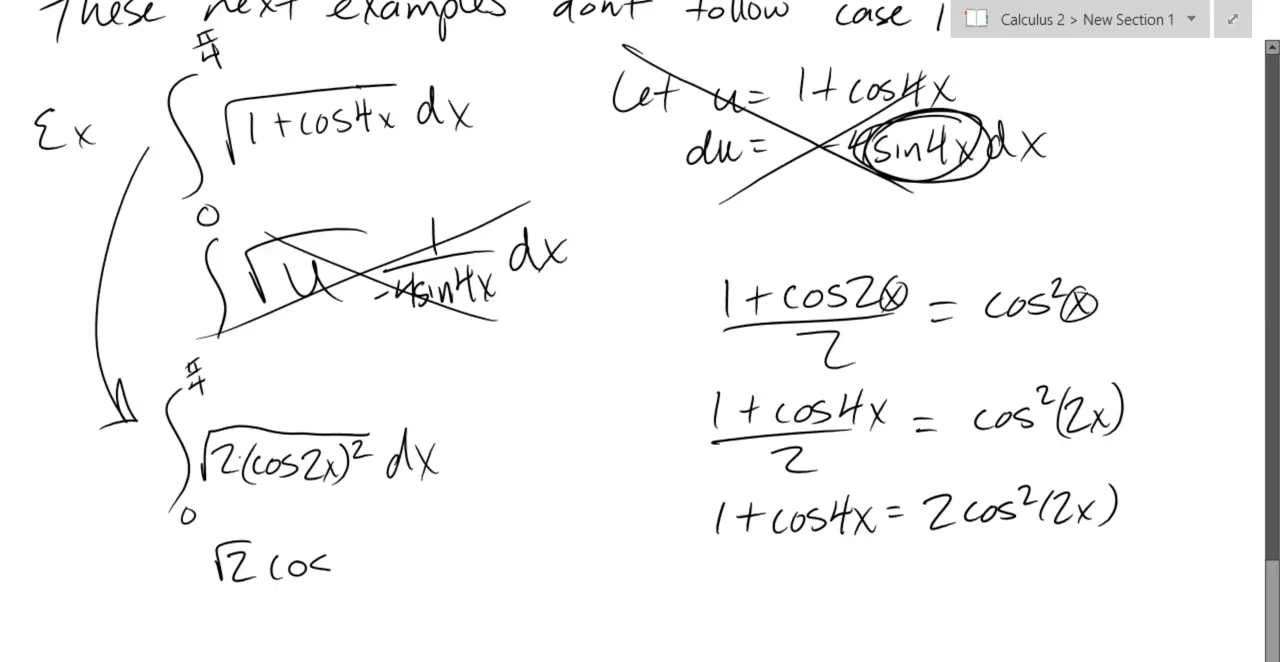 These next examples dont follow case 1
Calculus 2 > New Section 1
Ex ∫₀^{π/4} √(1+cos4x) dx
Let u = 1+cos4x
du = -4sin4x dx
∫ √u 1/(-4sin4x) dx
(1+cos2x)/2 = cos²x
∫₀^{π/4} √(2·(cos2x)²) dx
(1+cos4x)/2 = cos²(2x)
1+cos4x = 2cos²(2x)
√2 cos